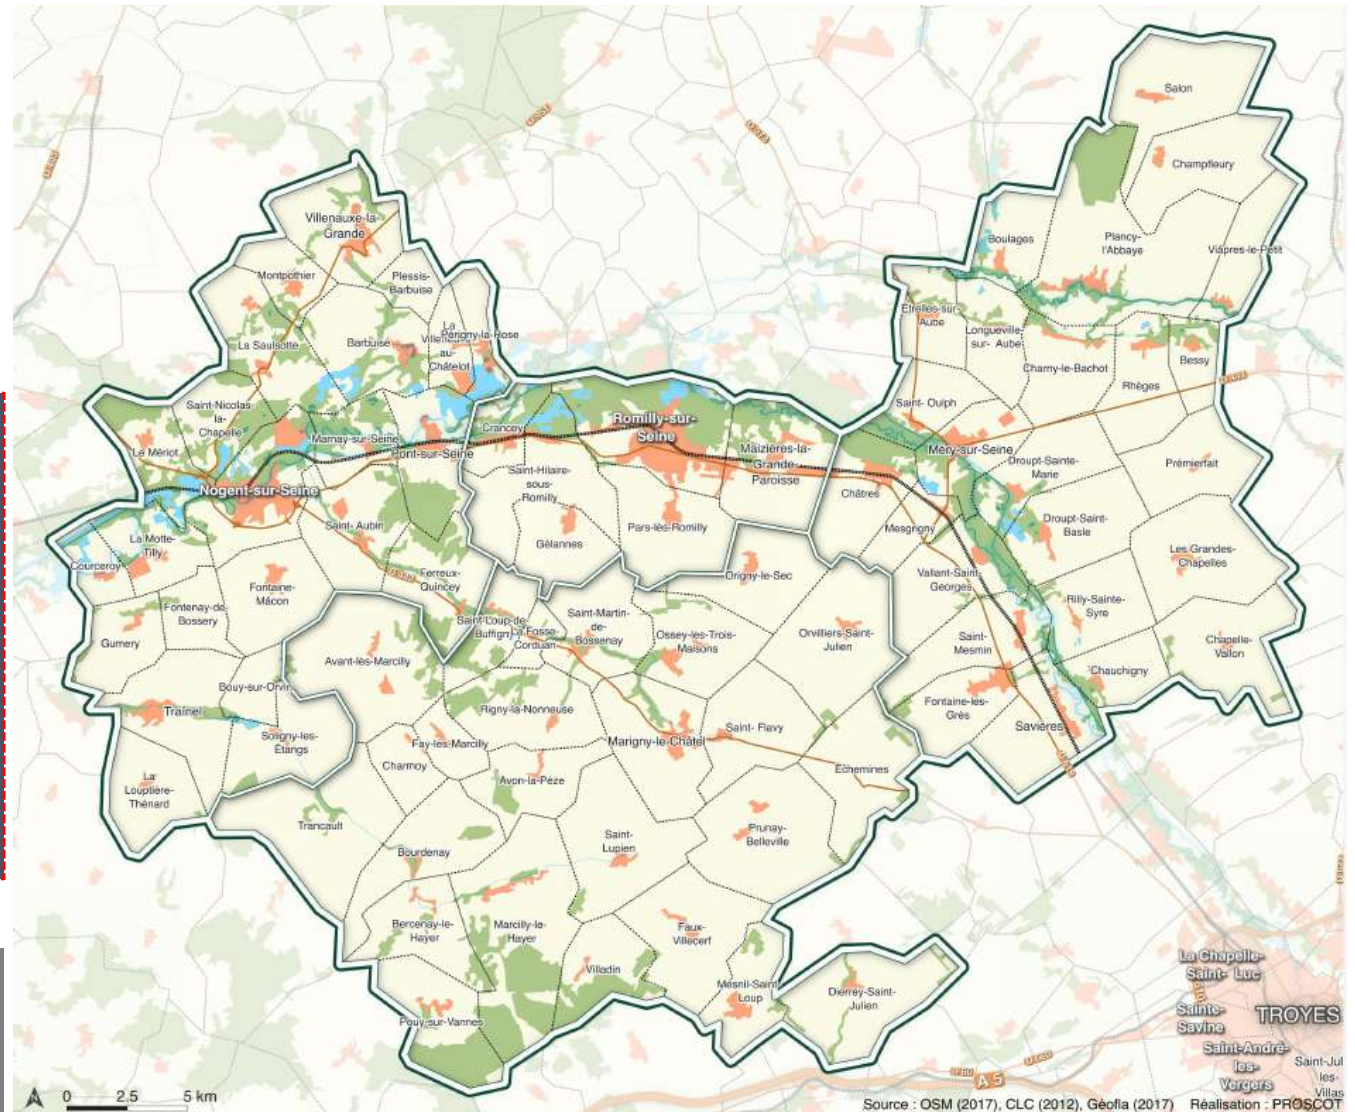 Salon
Champfleury
Boulages
Plancy-
l'Abbaye
Viâpres-le-Petit
Villenauxe-la-
Grande
Montpothier
Plessis-
Barbuise
Etrelles-sur-
Aube
Longueville-
sur- Aube
Charny-le-Bachot
Bessy
Rhèges
La Saulsotte
Barbuise
La
au-
Châtelot
Périgny-la-Rose
Saint-Nicolas
la-
Chapelle
Le Mériot
Marnay-sur-Seine
Pont-sur-Seine
Crancey
Romilly-sur-
Seine
Maizières-la-
Grande-
Paroisse
Saint- Oulph
Méry-sur-Seine
Droupt-Sainte-
Marie
Prémierfait
Nogent-sur-Seine
Saint-Hilaire-
sous-
Romilly
Gélannes
Pars-lès-Romilly
Châtres
Mesgrigny
Droupt-Saint-
Basle
Les Grandes-
Chapelles
La Motte-
Tilly
Courceroy
Saint- Aubin
Fontaine-
Mâcon
Ferreux-
Quincey
Origny-le-Sec
Vallant-Saint-
Georges
Rilly-Sainte-
Syre
Fontenay-de-
Bossery
Gumery
Saint-Loup-de-
Buffigny
La Fosse-
Corduan
Saint-Martin-
de-
Bossenay
Ossey-les-Trois-
Maisons
Orvilliers-Saint-
Julien
Saint-
Mesmin
Chapelle-
Vallon
Chauchigny
Avant-lès-Marcilly
Bouy-sur-Orvin
Traînel
Soligny-les-
Étangs
Rigny-la-Nonneuse
Fontaine-les-
Grès
Savières
Fay-les-Marcilly
Marigny-le-Châtel
Saint- Flavy
Charmoy
Avon-la-Pèze
Echemines
La
Louptière-
Thénard
Trancault
Saint-
Lupien
Prunay-
Belleville
Bourdenay
Bercenay-le-
Hayer
Marcilly-le-
Hayer
Faux-
Villecerf
Villadin
Mesnil-Saint-
Loup
Dierrey-Saint-
Julien
Pouy-sur-Vannes
La Chapelle-
Saint- Luc
Sainte-
Savine
TROYES
Saint-André-
les-
Vergers
Saint-Jul
les-
Villas
A 5
0 2.5 5 km
Source : OSM (2017), CLC (2012), Géofla (2017) Réalisation : PROSCOT